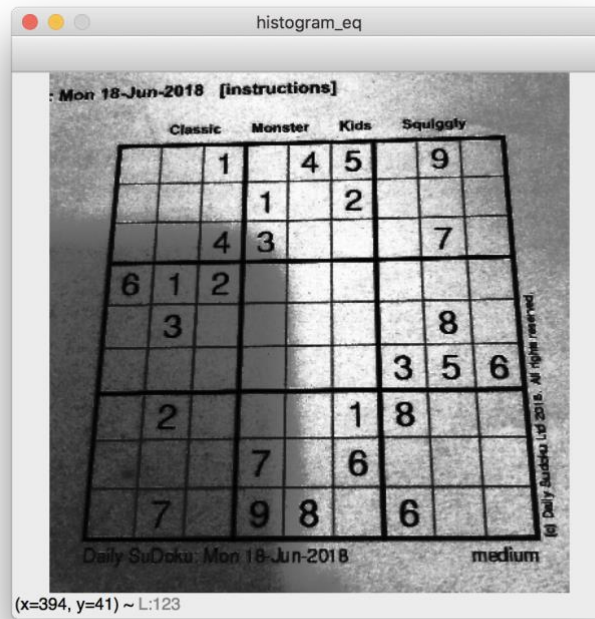 histogram_eq
: Mon 18-Jun-2018 [instructions]
Classic Monster Kids Squiggly
1 4 5 9
1 2
4 3 7
6 1 2
3 8
3 5 6
2 1 8
7 6
7 9 8 6
(c) Daily Sudoku Ltd 2018. All rights reserved.
Daily SuDoku: Mon 18-Jun-2018 medium
(x=394, y=41) ~ L:123